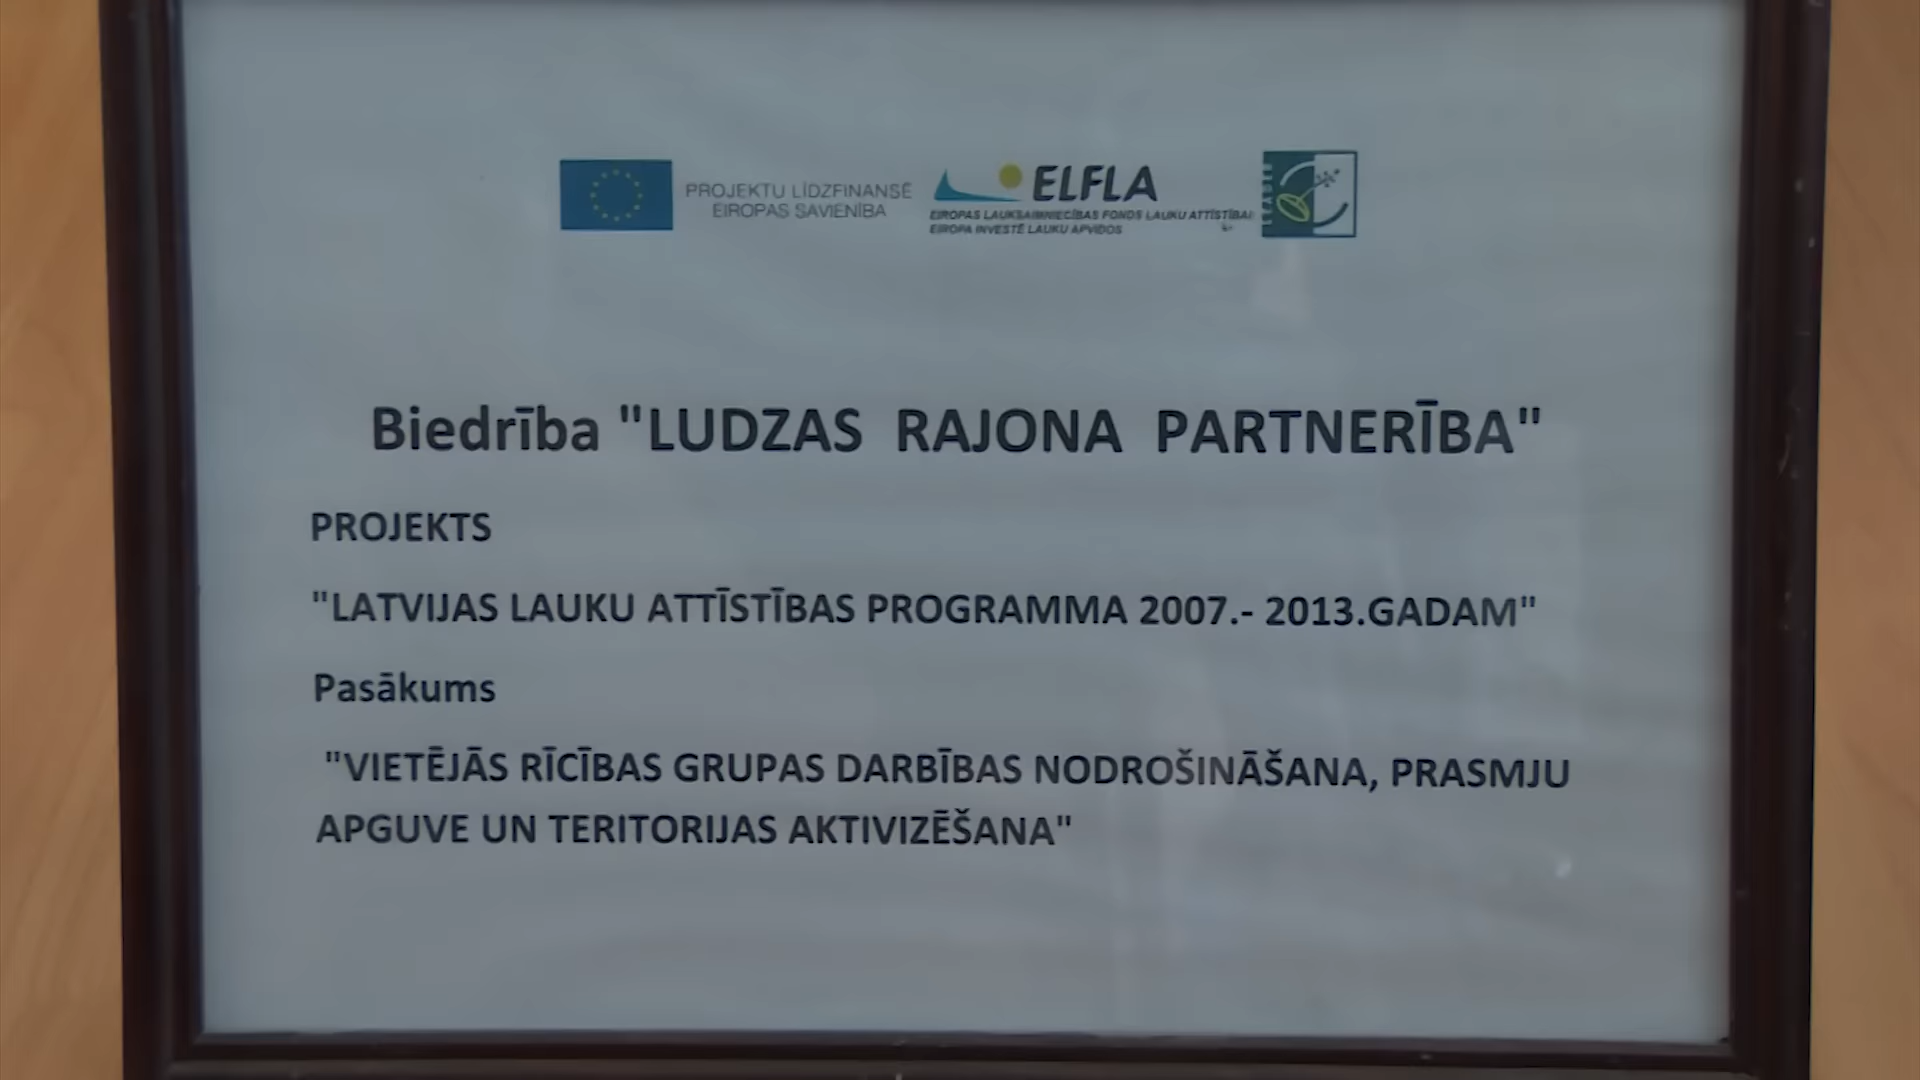 PROJEKTU LĪDZFINANSĒ
EIROPAS SAVIENĪBA
ELFLA
EIROPAS LAUKSAIMNIECĪBAS FONDS LAUKU ATTĪSTĪBAI
EIROPA INVESTĒ LAUKU APVIDOS
LEADER
Biedrība "LUDZAS RAJONA PARTNERĪBA"
PROJEKTS
"LATVIJAS LAUKU ATTĪSTĪBAS PROGRAMMA 2007.- 2013.GADAM"
Pasākums
"VIETĒJĀS RĪCĪBAS GRUPAS DARBĪBAS NODROŠINĀŠANA, PRASMJU
APGUVE UN TERITORIJAS AKTIVIZĒŠANA"